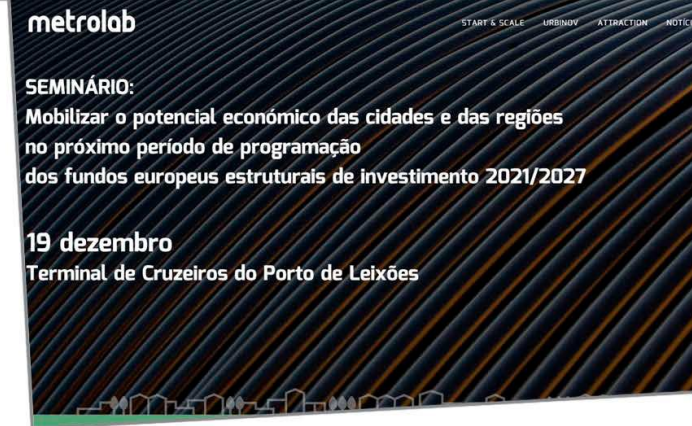 metrolab
START & SCALE URBINOV ATTRACTION
SEMINÁRIO:
Mobilizar o potencial económico das cidades e das regiões
no próximo período de programação
dos fundos europeus estruturais de investimento 2021/2027
19 dezembro
Terminal de Cruzeiros do Porto de Leixões